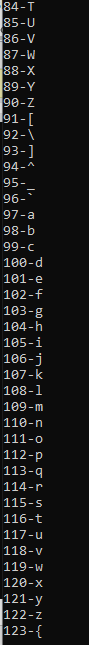 84-T
85-U
86-V
87-W
88-X
89-Y
90-Z
91-[
92-\
93-]
94-^
95-_
96-`
97-a
98-b
99-c
100-d
101-e
102-f
103-g
104-h
105-i
106-j
107-k
108-l
109-m
110-n
111-o
112-p
113-q
114-r
115-s
116-t
117-u
118-v
119-w
120-x
121-y
122-z
123-{